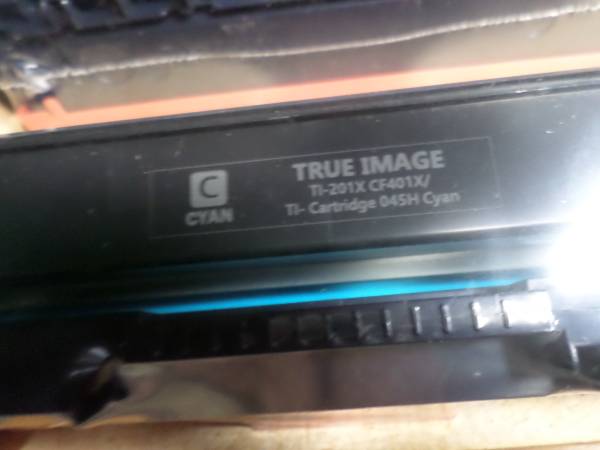 C
CYAN
TRUE IMAGE
TI-201X CF401X/
TI- Cartridge 045H Cyan